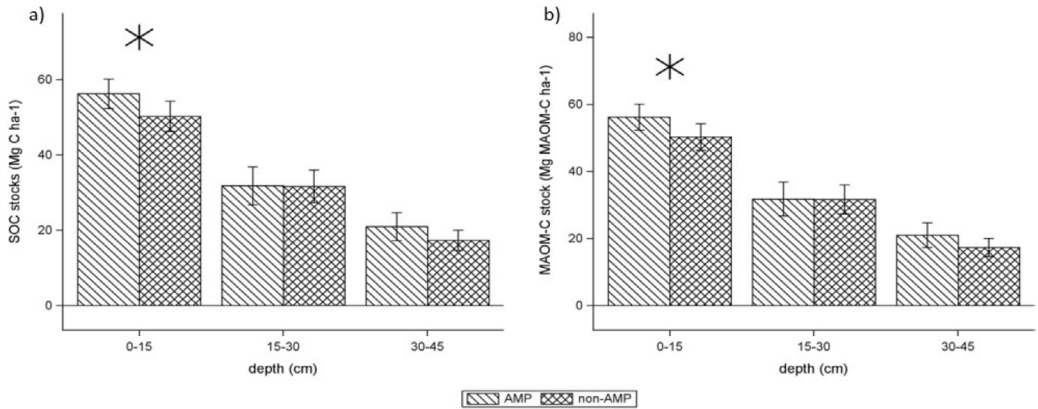 a)
SOC stocks (Mg C ha-1)
60
40
20
0
0-15
15-30
30-45
depth (cm)
b)
MAOM-C stock (Mg MAOM-C ha-1)
80
60
40
20
0
0-15
15-30
30-45
depth (cm)
AMP
non-AMP